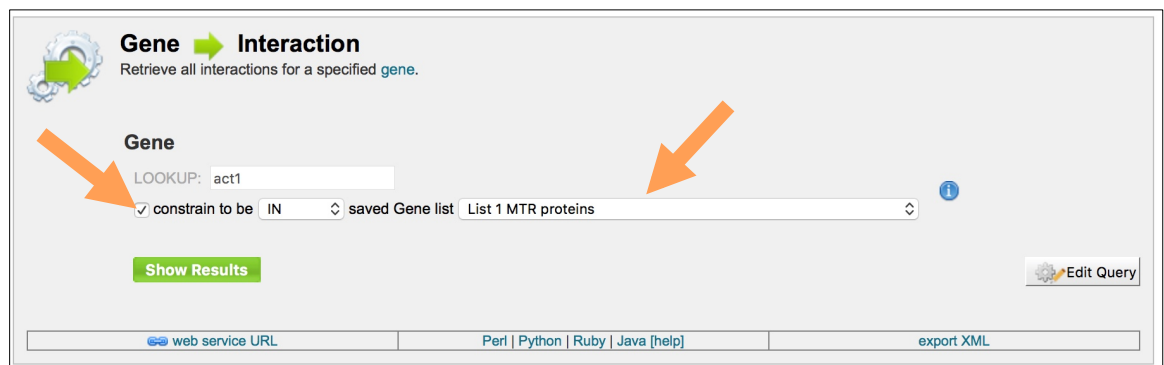 Gene Interaction
Retrieve all interactions for a specified gene.
Gene
LOOKUP: act1
constrain to be IN saved Gene list List 1 MTR proteins
Show Results
Edit Query
web service URL
Perl | Python | Ruby | Java [help]
export XML